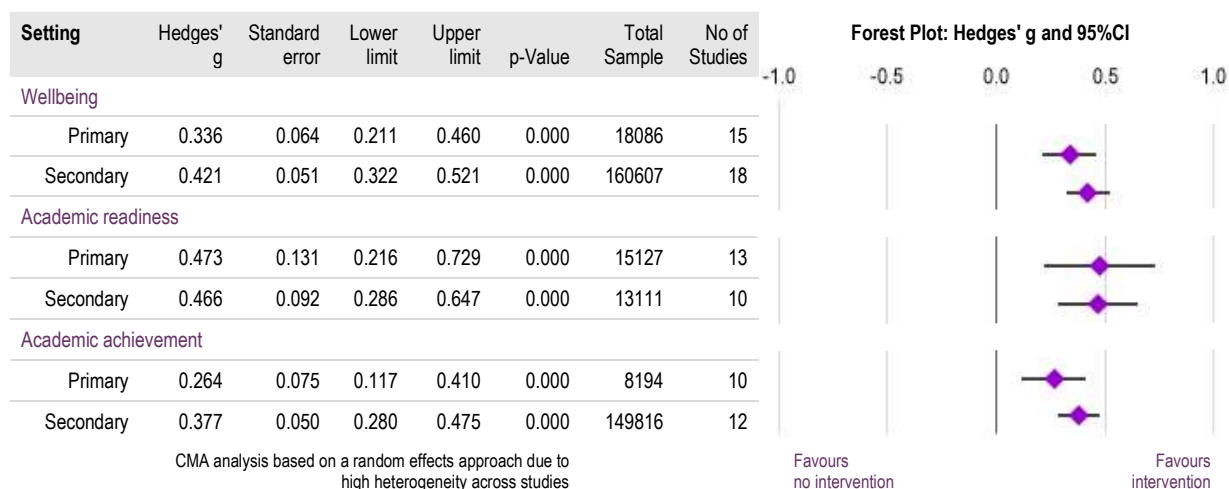 Setting Hedges' g Standard error Lower limit Upper limit p-Value Total Sample No of Studies
Forest Plot: Hedges' g and 95%CI
-1.0 -0.5 0.0 0.5 1.0
Wellbeing
Primary 0.336 0.064 0.211 0.460 0.000 18086 15
Secondary 0.421 0.051 0.322 0.521 0.000 160607 18
Academic readiness
Primary 0.473 0.131 0.216 0.729 0.000 15127 13
Secondary 0.466 0.092 0.286 0.647 0.000 13111 10
Academic achievement
Primary 0.264 0.075 0.117 0.410 0.000 8194 10
Secondary 0.377 0.050 0.280 0.475 0.000 149816 12
CMA analysis based on a random effects approach due to
high heterogeneity across studies
Favours
no intervention
Favours
intervention